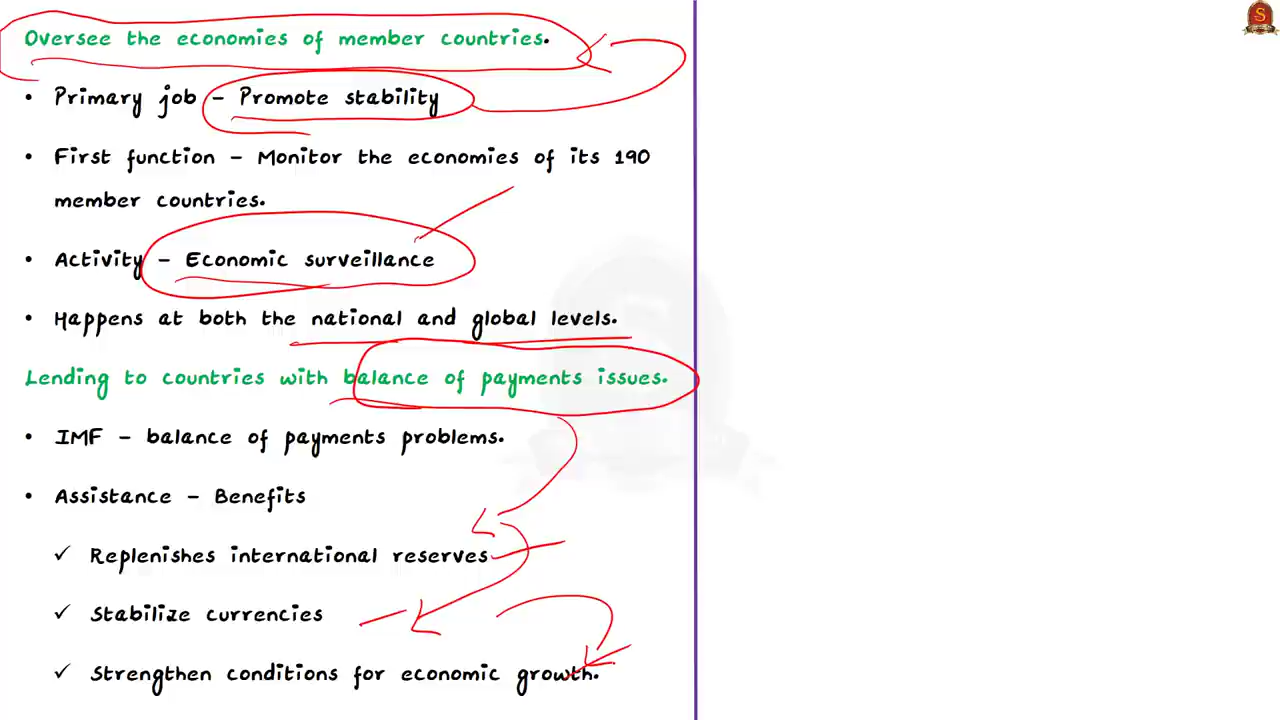 Oversee the economies of member countries.
• Primary job – Promote stability
• First function – Monitor the economies of its 190
member countries.
• Activity – Economic surveillance
• Happens at both the national and global levels.
Lending to countries with balance of payments issues.
• IMF – balance of payments problems.
• Assistance – Benefits
✓ Replenishes international reserves
✓ Stabilize currencies
✓ Strengthen conditions for economic growth.
S